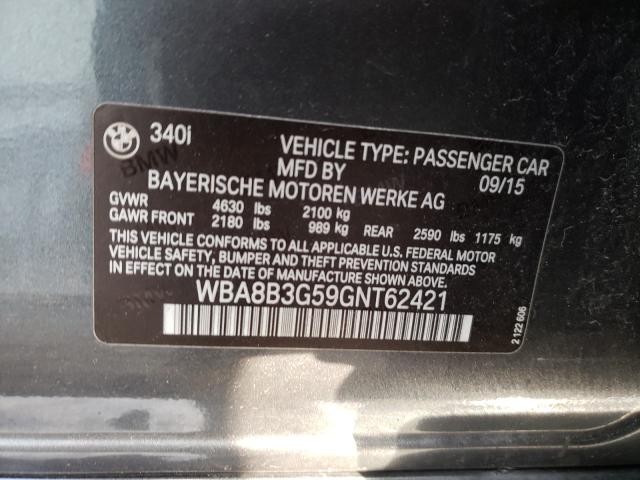 BMW 340i
VEHICLE TYPE: PASSENGER CAR
MFD BY 09/15
BAYERISCHE MOTOREN WERKE AG
GVWR 4630 lbs 2100 kg
GAWR FRONT 2180 lbs 989 kg REAR 2590 lbs 1175 kg
THIS VEHICLE CONFORMS TO ALL APPLICABLE U.S. FEDERAL MOTOR
VEHICLE SAFETY, BUMPER AND THEFT PREVENTION STANDARDS
IN EFFECT ON THE DATE OF MANUFACTURE SHOWN ABOVE.
WBA8B3G59GNT62421
2 122 606